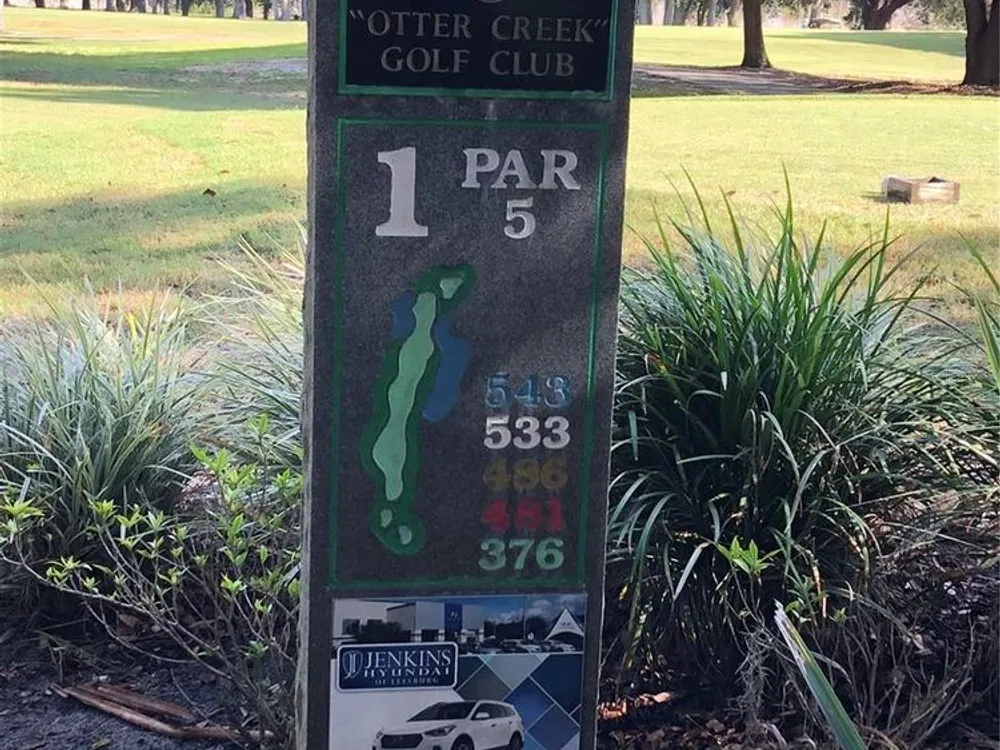 "OTTER CREEK"
GOLF CLUB
1 PAR
5
543
533
486
481
376
JENKINS
HYUNDAI
OF LEESBURG